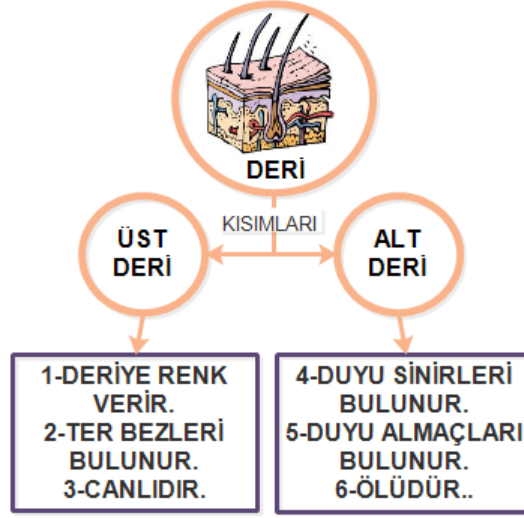 DERİ
KISIMLARI
ÜST
DERİ
ALT
DERİ
1-DERİYE RENK
VERİR.
2-TER BEZLERİ
BULUNUR.
3-CANLIDIR.
4-DUYU SİNİRLERİ
BULUNUR.
5-DUYU ALMAÇLARI
BULUNUR.
6-ÖLÜDÜR..